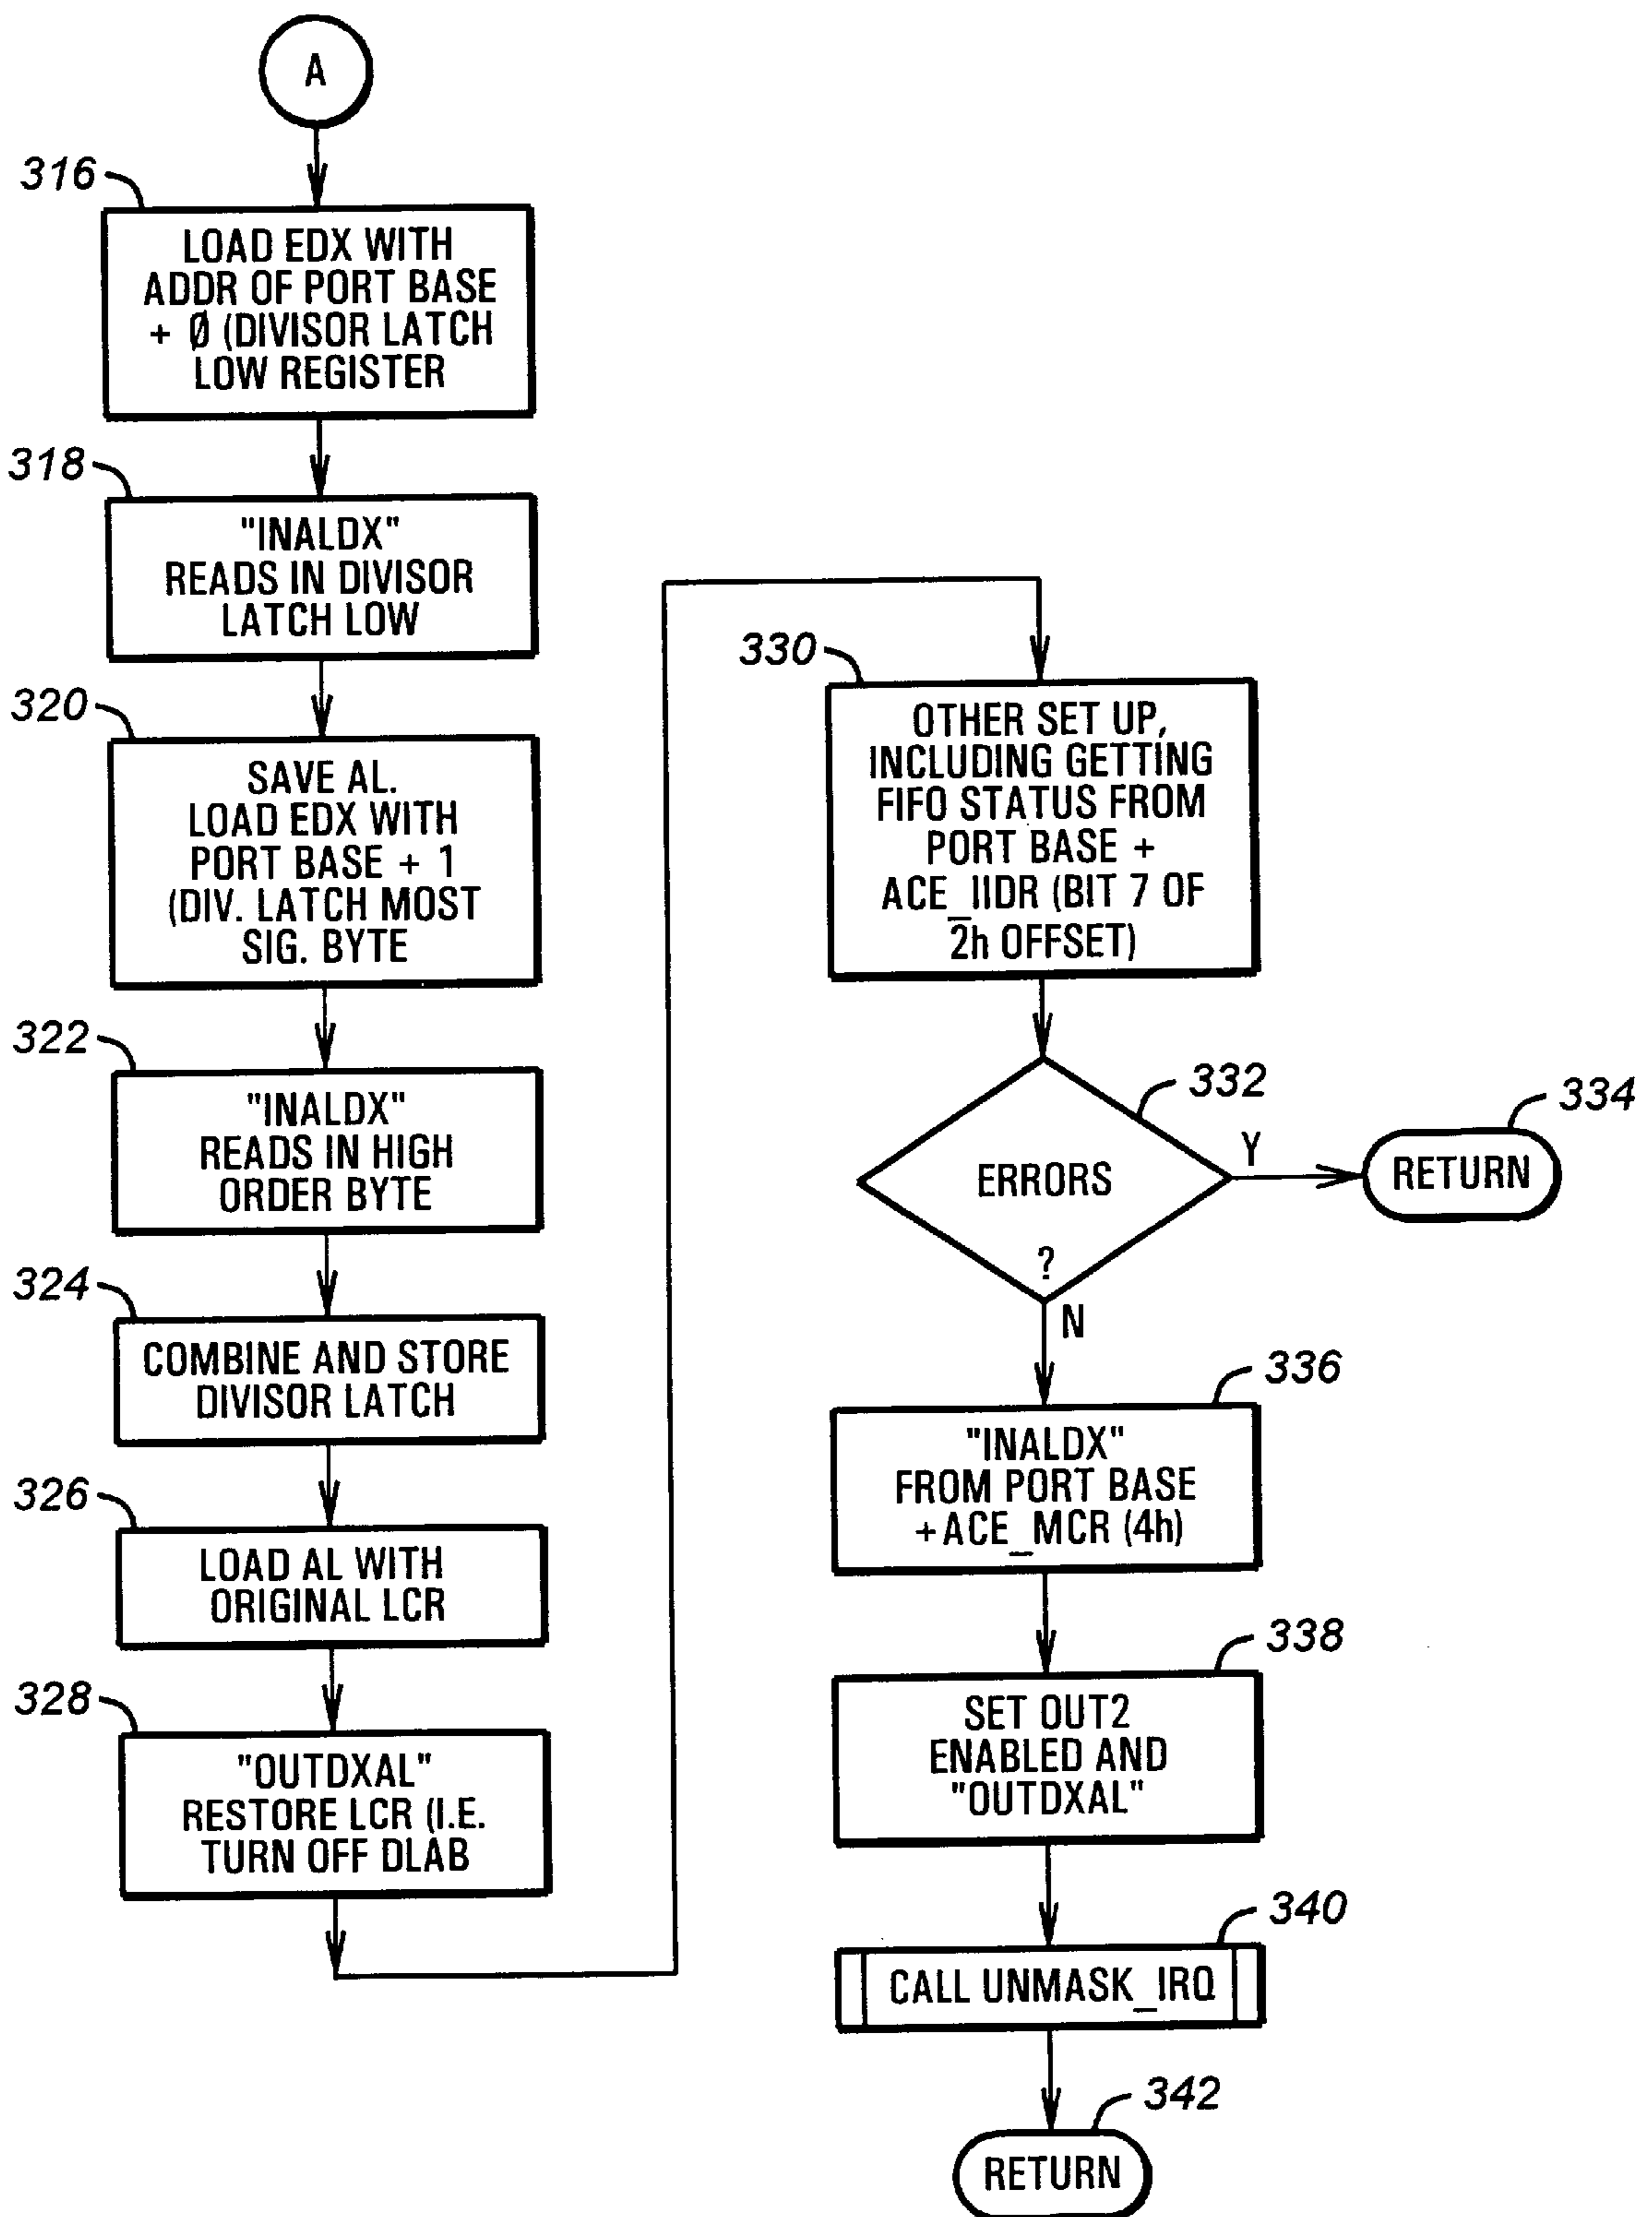 A
316
LOAD EDX WITH
ADDR OF PORT BASE
+ Ø (DIVISOR LATCH
LOW REGISTER
318
"INALDX"
READS IN DIVISOR
LATCH LOW
320
SAVE AL.
LOAD EDX WITH
PORT BASE + 1
(DIV. LATCH MOST
SIG. BYTE
322
"INALDX"
READS IN HIGH
ORDER BYTE
324
COMBINE AND STORE
DIVISOR LATCH
326
LOAD AL WITH
ORIGINAL LCR
328
"OUTDXAL"
RESTORE LCR (I.E.
TURN OFF DLAB
330
OTHER SET UP,
INCLUDING GETTING
FIFO STATUS FROM
PORT BASE +
ACE_IIDR (BIT 7 OF
2h OFFSET)
332
ERRORS
?
Y
334
RETURN
N
336
"INALDX"
FROM PORT BASE
+ACE_MCR (4h)
338
SET OUT2
ENABLED AND
"OUTDXAL"
340
CALL UNMASK_IRQ
342
RETURN